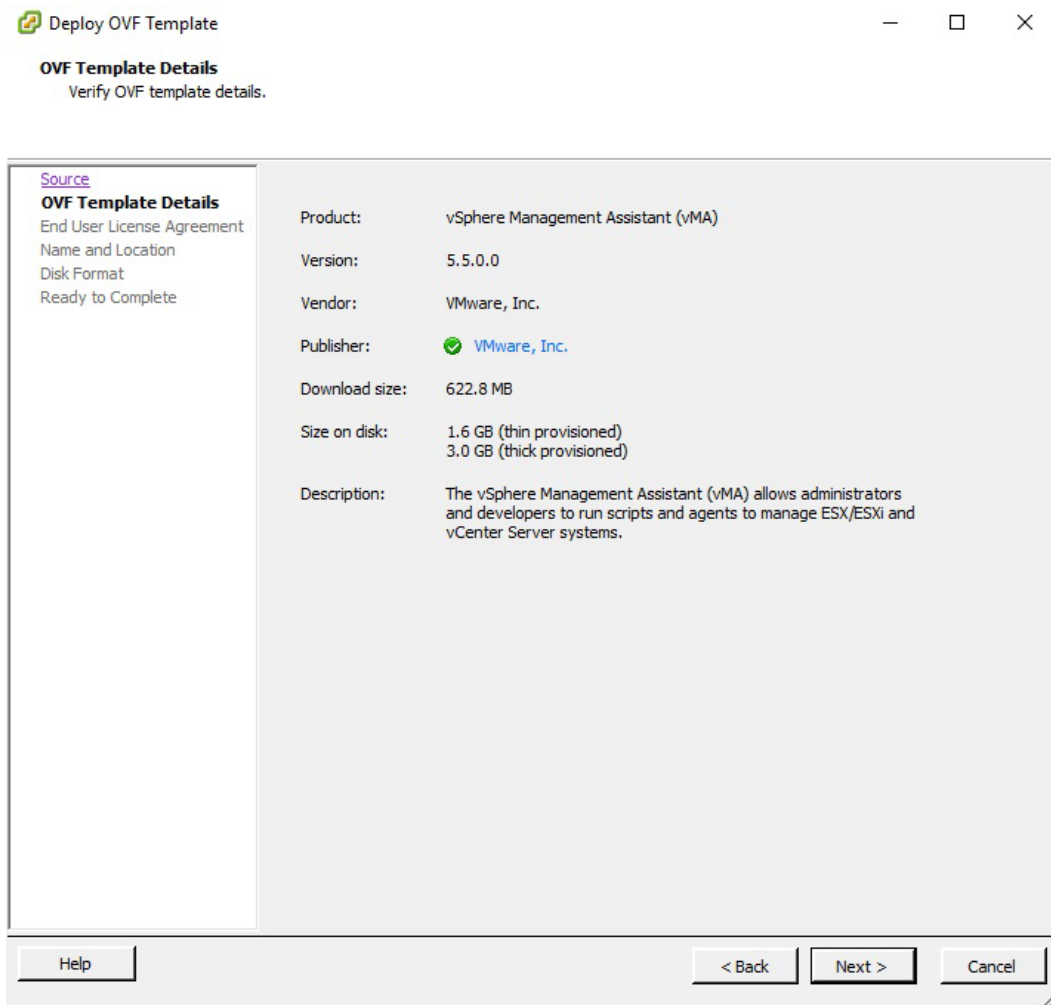 Deploy OVF Template
OVF Template Details
Verify OVF template details.
Source
OVF Template Details
End User License Agreement
Name and Location
Disk Format
Ready to Complete
Product: vSphere Management Assistant (vMA)
Version: 5.5.0.0
Vendor: VMware, Inc.
Publisher: VMware, Inc.
Download size: 622.8 MB
Size on disk: 1.6 GB (thin provisioned)
3.0 GB (thick provisioned)
Description: The vSphere Management Assistant (vMA) allows administrators
and developers to run scripts and agents to manage ESX/ESXi and
vCenter Server systems.
Help < Back Next > Cancel